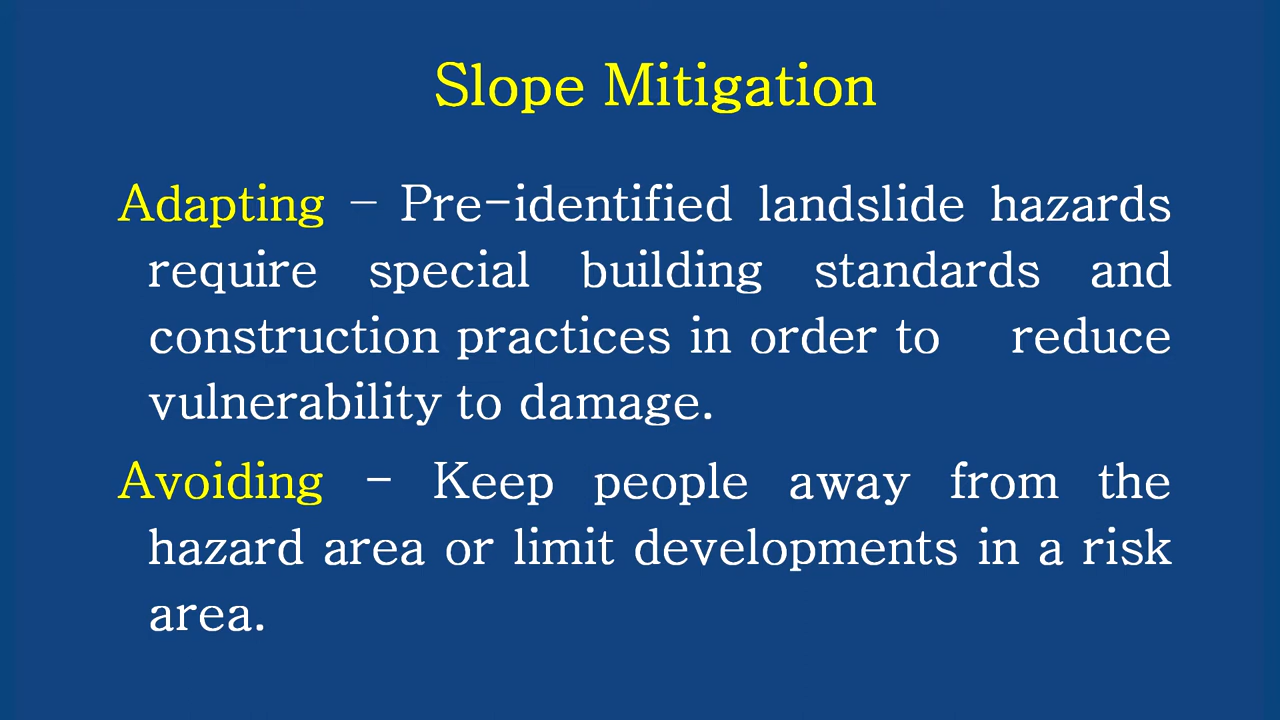 Slope Mitigation
Adapting – Pre-identified landslide hazards
require special building standards and
construction practices in order to reduce
vulnerability to damage.
Avoiding – Keep people away from the
hazard area or limit developments in a risk
area.